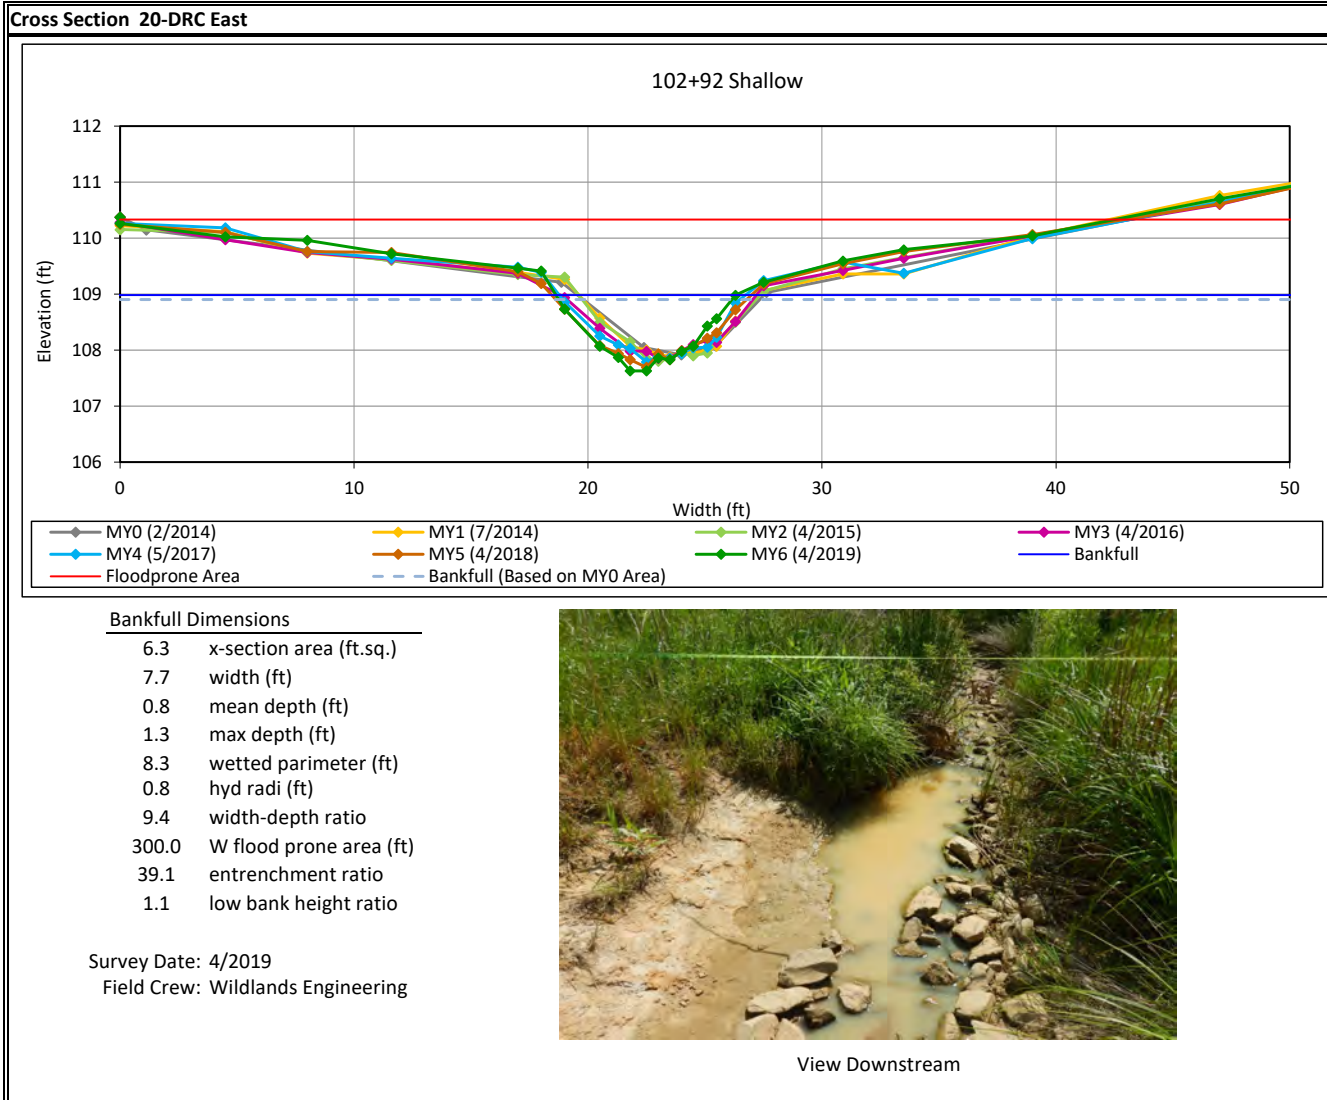 Cross Section 20-DRC East
102+92 Shallow
112
111
110
109
108
107
106
Elevation (ft)
0 10 20 30 40 50
Width (ft)
MY0 (2/2014) MY1 (7/2014) MY2 (4/2015) MY3 (4/2016)
MY4 (5/2017) MY5 (4/2018) MY6 (4/2019) Bankfull
Floodprone Area Bankfull (Based on MY0 Area)
Bankfull Dimensions
6.3 x-section area (ft.sq.)
7.7 width (ft)
0.8 mean depth (ft)
1.3 max depth (ft)
8.3 wetted parimeter (ft)
0.8 hyd radi (ft)
9.4 width-depth ratio
300.0 W flood prone area (ft)
39.1 entrenchment ratio
1.1 low bank height ratio
Survey Date: 4/2019
Field Crew: Wildlands Engineering
View Downstream